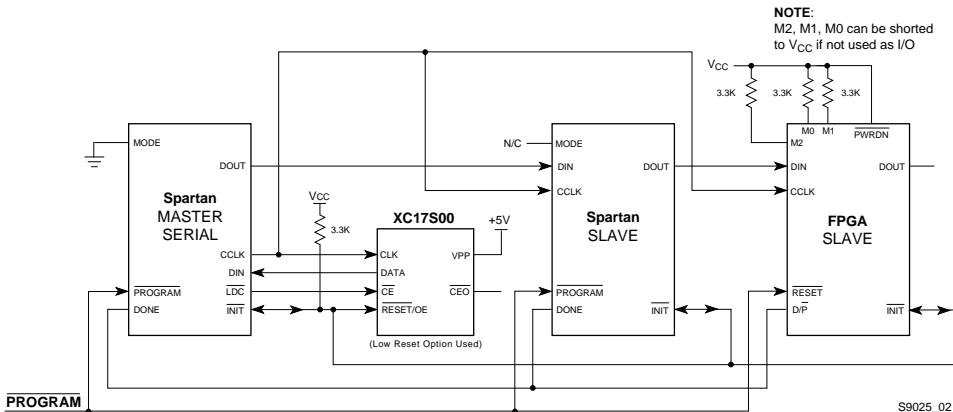 NOTE:
M2, M1, M0 can be shorted
to VCC if not used as I/O
VCC
3.3K
3.3K
3.3K
M0
M1
PWRDN
M2
DIN
DOUT
CCLK
FPGA
SLAVE
RESET
D/P
INIT
N/C
MODE
DIN
DOUT
CCLK
Spartan
SLAVE
PROGRAM
DONE
INIT
MODE
DOUT
Spartan
MASTER
SERIAL
CCLK
DIN
PROGRAM
LDC
DONE
INIT
VCC
3.3K
XC17S00
+5V
CLK
VPP
DATA
CE
CEO
RESET/OE
(Low Reset Option Used)
PROGRAM
S9025_02